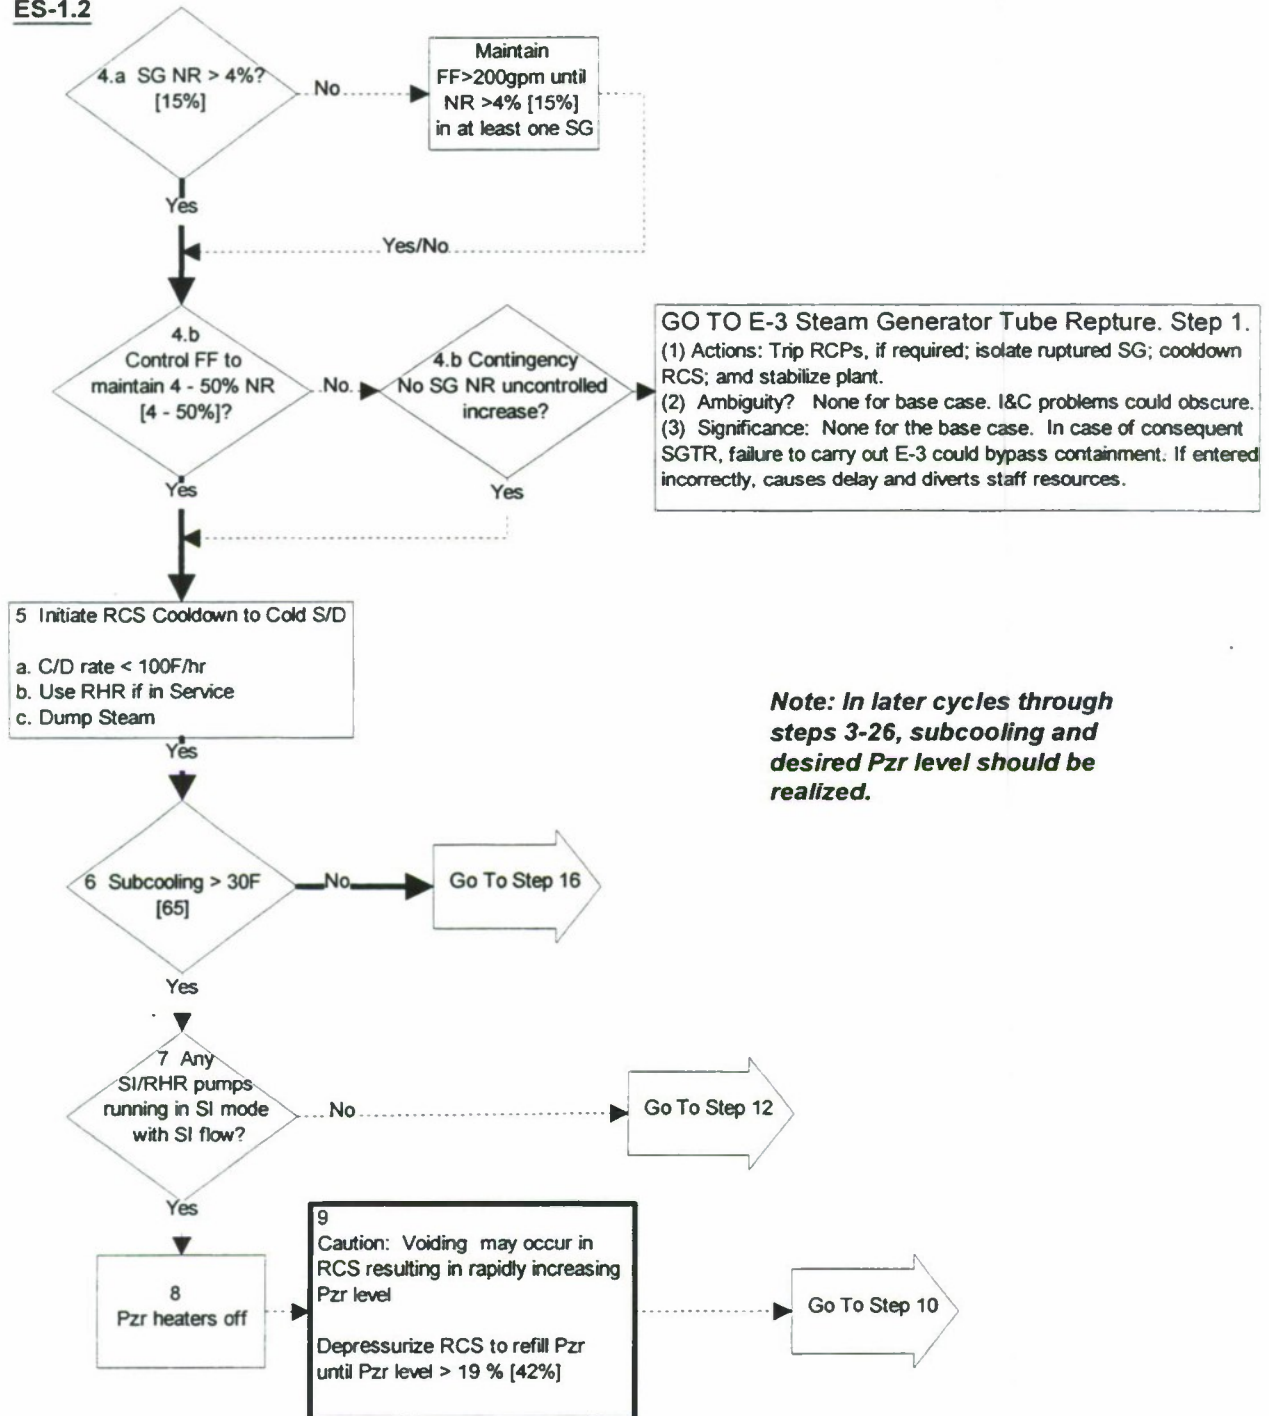 ES-1.2
4.a SG NR > 4%?
[15%]
No
Maintain
FF>200gpm until
NR >4% [15%]
in at least one SG
Yes
Yes/No
4.b
Control FF to
maintain 4 - 50% NR
[4 - 50%]?
No
4.b Contingency
No SG NR uncontrolled
increase?
GO TO E-3 Steam Generator Tube Repture. Step 1.
(1) Actions: Trip RCPs, if required; isolate ruptured SG; cooldown
RCS; amd stabilize plant.
(2) Ambiguity? None for base case. I&C problems could obscure.
(3) Significance: None for the base case. In case of consequent
SGTR, failure to carry out E-3 could bypass containment. If entered
incorrectly, causes delay and diverts staff resources.
Yes
Yes
5 Initiate RCS Cooldown to Cold S/D
a. C/D rate < 100F/hr
b. Use RHR if in Service
c. Dump Steam
Note: In later cycles through
steps 3-26, subcooling and
desired Pzr level should be
realized.
Yes
6 Subcooling > 30F
[65]
No
Go To Step 16
Yes
7 Any
SI/RHR pumps
running in SI mode
with SI flow?
No
Go To Step 12
Yes
8
Pzr heaters off
9
Caution: Voiding may occur in
RCS resulting in rapidly increasing
Pzr level
Depressurize RCS to refill Pzr
until Pzr level > 19 % [42%]
Go To Step 10